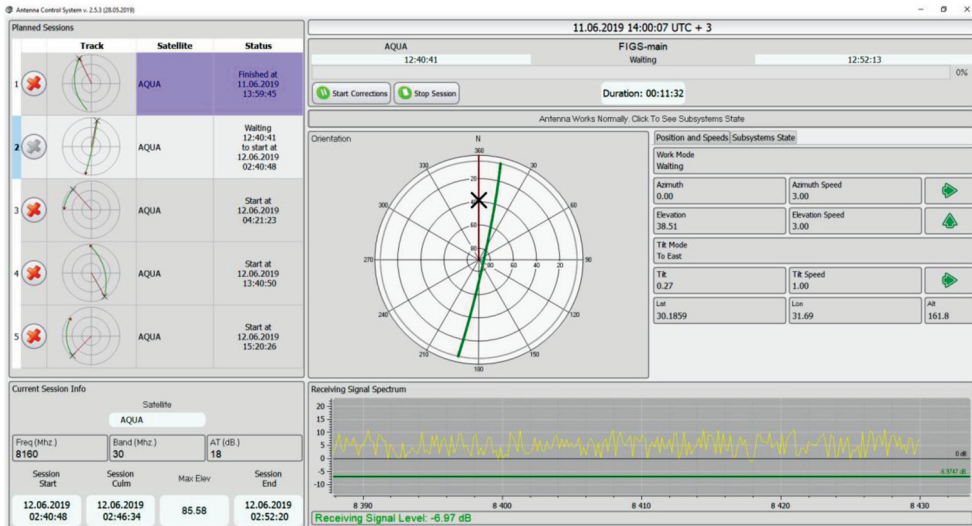 Antenna Control System v. 2.5.3 (28.05.2019)
Planned Sessions
Track Satellite Status
1 AQUA Finished at
11.06.2019
13:59:45
2 AQUA Waiting
12:40:41
to start at
12.06.2019
02:40:48
3 AQUA Start at
12.06.2019
04:21:23
4 AQUA Start at
12.06.2019
13:40:50
5 AQUA Start at
12.06.2019
15:20:26
Current Session Info
Satellite
AQUA
Freq (Mhz.) Band (Mhz.) AT (dB.)
8160 30 18
Session Start Session Culm Max Elev Session End
12.06.2019 12.06.2019 85.58 12.06.2019
02:40:48 02:46:34 02:52:20
11.06.2019 14:00:07 UTC + 3
AQUA FIGS-main
12:40:41 Waiting 12:52:13
0%
Start Corrections Stop Session Duration: 00:11:32
Antenna Works Normally. Click To See Subsystems State
Orientation
N
360
330 30
20
300 40 60
60
80
270 80 60 40 20 90
240 120
210 150
180
Position and Speeds Subsystems State
Work Mode
Waiting
Azimuth Azimuth Speed
0.00 3.00
Elevation Elevation Speed
38.51 3.00
Tilt Mode
To East
Tilt Tilt Speed
0.27 1.00
Lat Lon Alt
30.1859 31.69 161.8
Receiving Signal Spectrum
20
15
10
5
0 0 dB
-5
-10
8 390 8 400 8 410 8 420 8 430
Receiving Signal Level: -6.97 dB